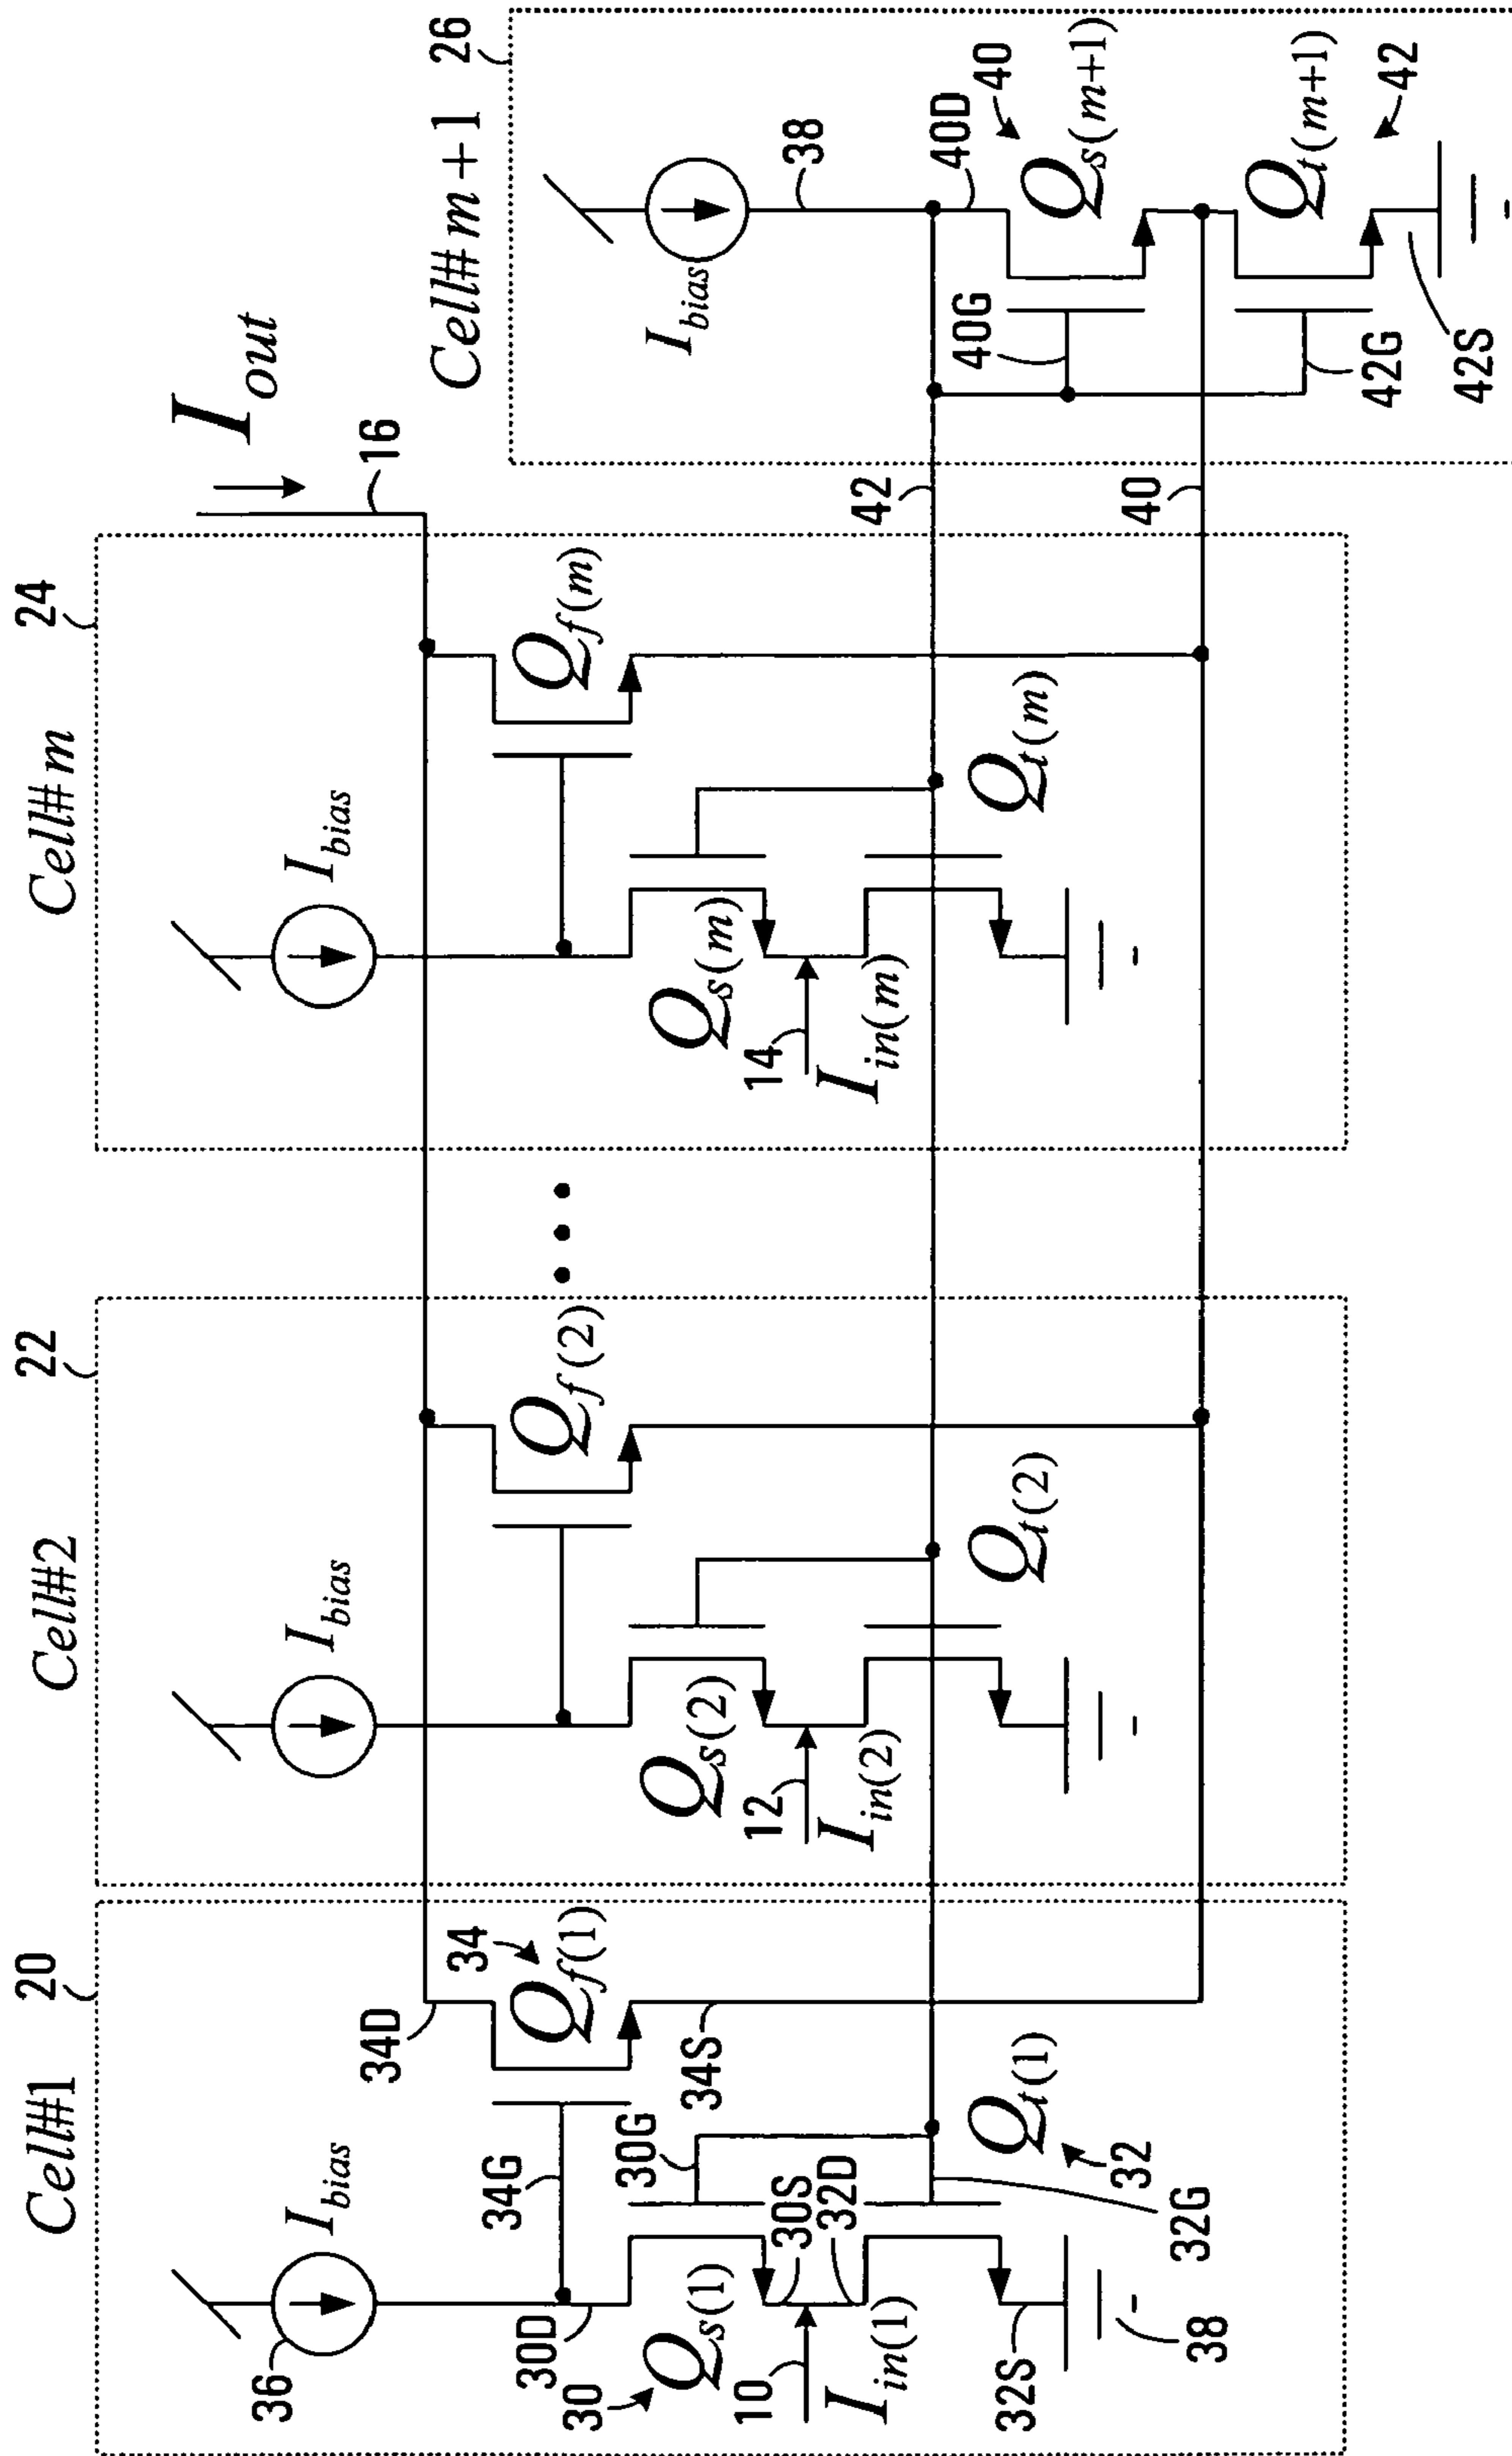 Cell#1
20
36
I_bias
34D
34
Q_f(1)
34G
30D
30
Q_s(1)
30G
34S
10
I_in(1)
30S
32D
Q_t(1)
32
32S
32G
38
Cell#2
22
I_bias
Q_f(2)
Q_s(2)
12
I_in(2)
Q_t(2)
Cell#m
24
I_bias
Q_f(m)
Q_s(m)
14
I_in(m)
Q_t(m)
I_out
16
42
40
Cell#m+1
26
I_bias
38
40D
40
Q_s(m+1)
40G
Q_t(m+1)
42
42G
42S